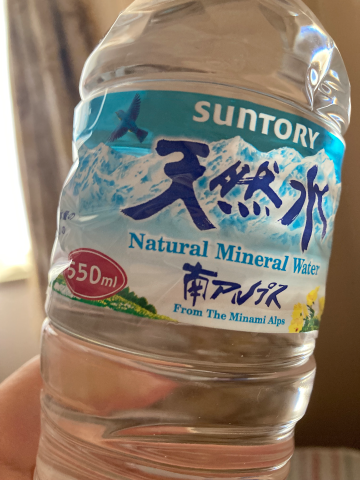 SUNTORY
天然水
Natural Mineral Water
550ml
南アルプス
From The Minami Alps